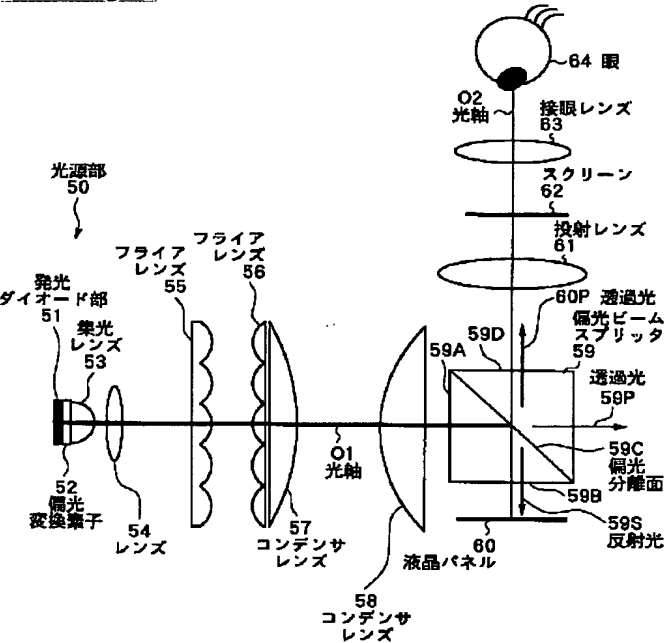 64 眼
O2
光軸
接眼レンズ
63
スクリーン
62
投射レンズ
61
光源部
50
フライアイ
レンズ
55
フライアイ
レンズ
56
発光
ダイオード部
51
集光
レンズ
53
60P 透過光
偏光ビーム
スプリッタ
59
59A
59D
透過光
59P
O1
光軸
59C
偏光
分離面
59B
59S
反射光
52
偏光
変換素子
54
レンズ
57
コンデンサ
レンズ
60
液晶パネル
58
コンデンサ
レンズ